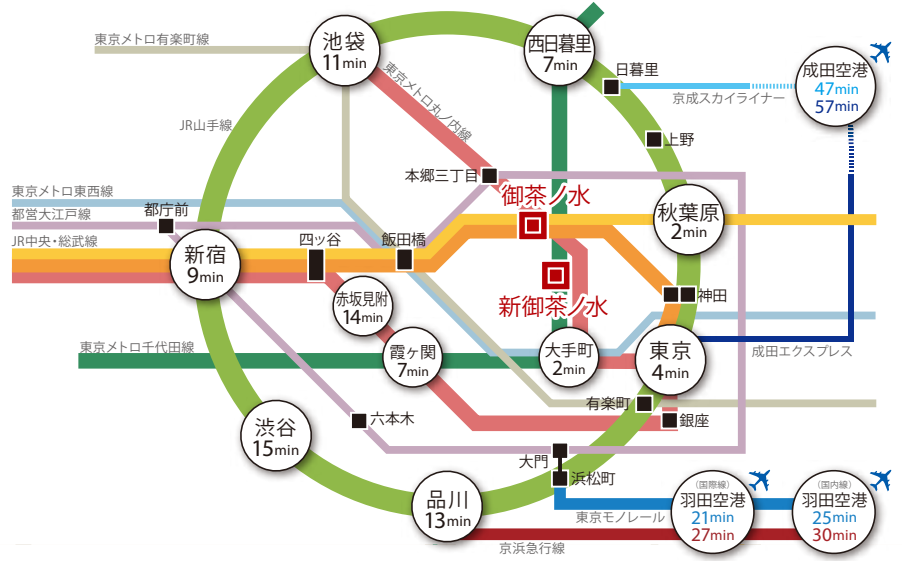 東京メトロ有楽町線
池袋
11min
西日暮里
7min
日暮里
京成スカイライナー
成田空港
47min
57min
東京メトロ丸ノ内線
JR山手線
上野
本郷三丁目
御茶ノ水
東京メトロ東西線
都営大江戸線
都庁前
JR中央・総武線
新宿
9min
四ッ谷
飯田橋
秋葉原
2min
新御茶ノ水
神田
赤坂見附
14min
東京メトロ千代田線
霞ヶ関
7min
大手町
2min
東京
4min
成田エクスプレス
有楽町
銀座
六本木
渋谷
15min
大門
浜松町
品川
13min
東京モノレール
京浜急行線
（国際線）
羽田空港
21min
27min
（国内線）
羽田空港
25min
30min